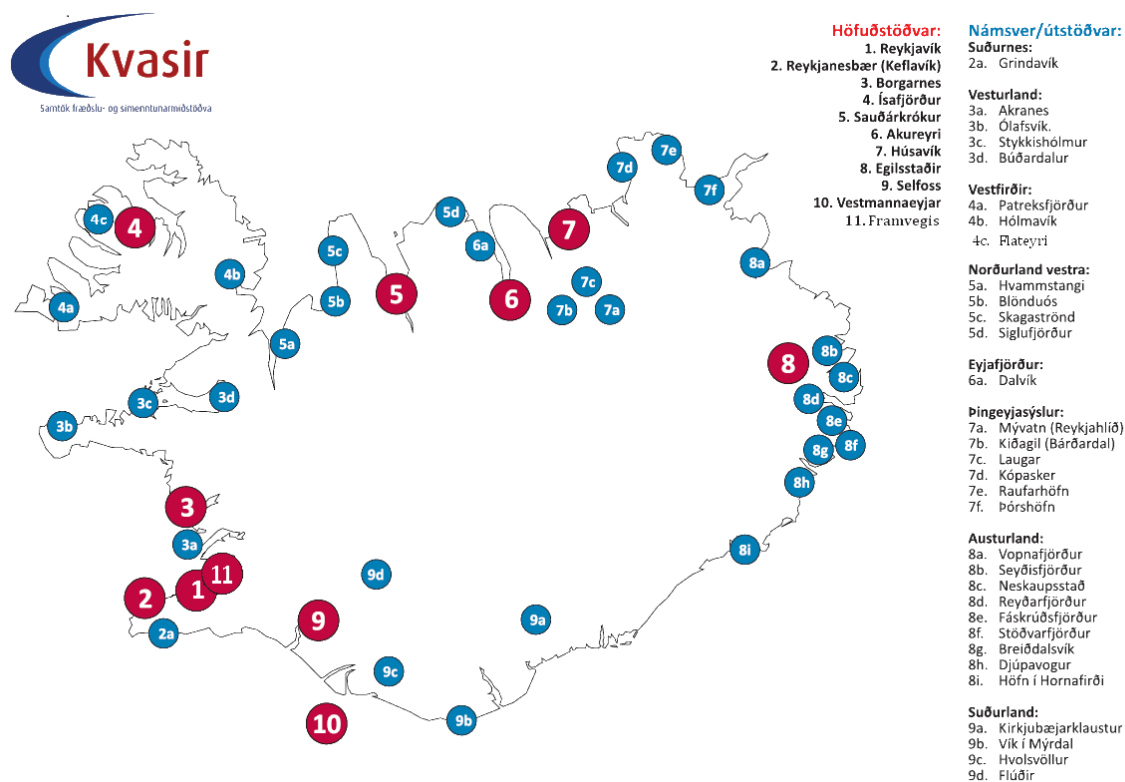 Kvasir
Samtök fræðslu- og símenntunarmiðstöðva
Höfuðstöðvar:
1. Reykjavík
2. Reykjanesbær (Keflavík)
3. Borgarnes
4. Ísafjörður
5. Sauðárkrókur
6. Akureyri
7. Húsavík
8. Egilsstaðir
9. Selfoss
10. Vestmannaeyjar
11. Framvegis
Námsver/útstöðvar:
Suðurnes:
2a. Grindavík
Vesturland:
3a. Akranes
3b. Ólafsvík.
3c. Stykkishólmur
3d. Búðardalur
Vestfirðir:
4a. Patreksfjörður
4b. Hólmavík
4c. Flateyri
Norðurland vestra:
5a. Hvammstangi
5b. Blönduós
5c. Skagaströnd
5d. Siglufjörður
Eyjafjörður:
6a. Dalvík
Þingeyjasýslur:
7a. Mývatn (Reykjahlíð)
7b. Kiðagil (Bárðardal)
7c. Laugar
7d. Kópasker
7e. Raufarhöfn
7f. Þórshöfn
Austurland:
8a. Vopnafjörður
8b. Seyðisfjörður
8c. Neskaupsstað
8d. Reyðarfjörður
8e. Fáskrúðsfjörður
8f. Stöðvarfjörður
8g. Breiðdalsvík
8h. Djúpavogur
8i. Höfn í Hornafirði
Suðurland:
9a. Kirkjubæjarklaustur
9b. Vík í Mýrdal
9c. Hvolsvöllur
9d. Flúðir
7e
7d
7f
4c
4
5d
7
6a
5c
8a
4b
7c
5
6
5b
4a
7b
7a
5a
8b
8
8c
3d
3c
8d
3b
8e
8f
8g
8h
3
3a
8i
11
9d
1
2
9
9a
2a
9c
10
9b